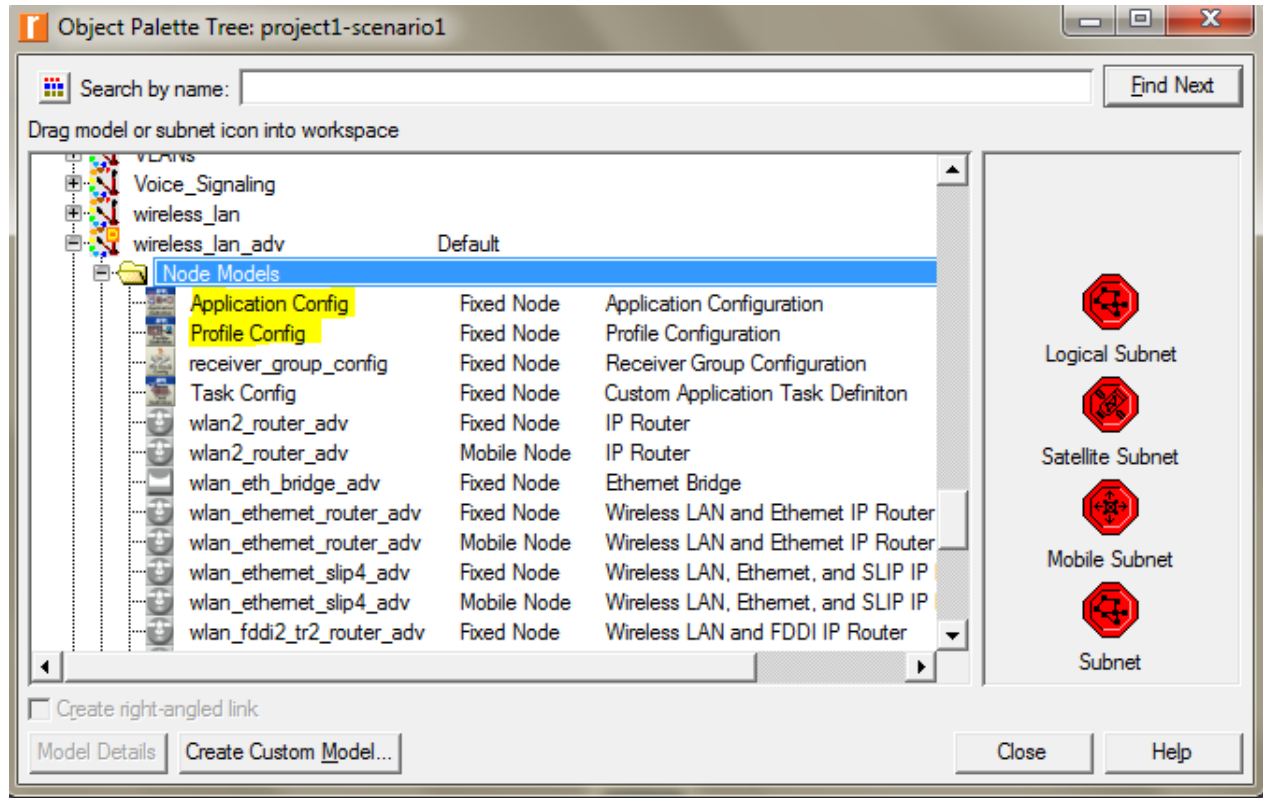 Object Palette Tree: project1-scenario1
Search by name: Find Next
Drag model or subnet icon into workspace
VLANs
Voice_Signaling
wireless_lan
wireless_lan_adv Default
Node Models
Application Config Fixed Node Application Configuration
Profile Config Fixed Node Profile Configuration
receiver_group_config Fixed Node Receiver Group Configuration
Task Config Fixed Node Custom Application Task Definiton
wlan2_router_adv Fixed Node IP Router
wlan2_router_adv Mobile Node IP Router
wlan_eth_bridge_adv Fixed Node Ethernet Bridge
wlan_ethernet_router_adv Fixed Node Wireless LAN and Ethernet IP Router
wlan_ethernet_router_adv Mobile Node Wireless LAN and Ethernet IP Router
wlan_ethernet_slip4_adv Fixed Node Wireless LAN, Ethernet, and SLIP IP
wlan_ethernet_slip4_adv Mobile Node Wireless LAN, Ethernet, and SLIP IP
wlan_fddi2_tr2_router_adv Fixed Node Wireless LAN and FDDI IP Router
Logical Subnet
Satellite Subnet
Mobile Subnet
Subnet
Create right-angled link
Model Details Create Custom Model... Close Help